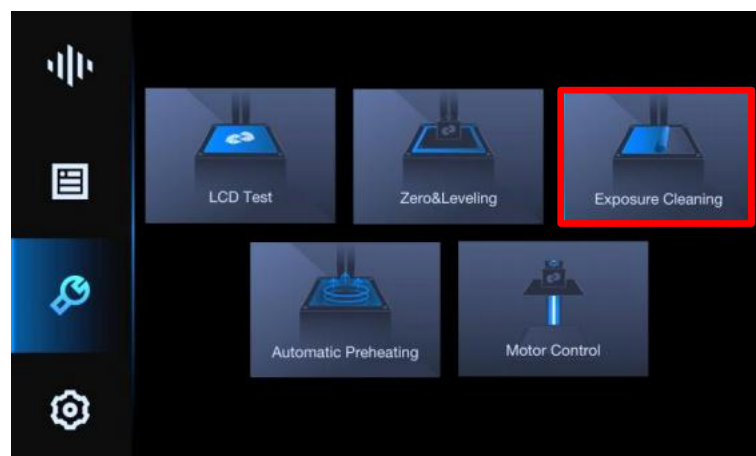 LCD Test
Zero&Leveling
Exposure Cleaning
Automatic Preheating
Motor Control